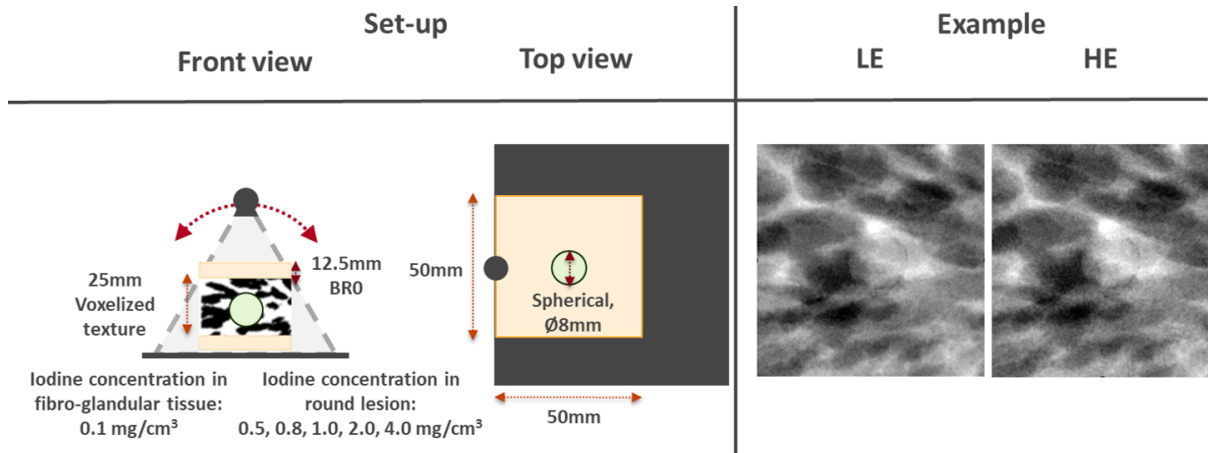 Set-up
Example
Front view
Top view
LE
HE
25mm
Voxelized
texture
12.5mm
BR0
50mm
Spherical,
Ø8mm
50mm
Iodine concentration in
fibro-glandular tissue:
0.1 mg/cm³
Iodine concentration in
round lesion:
0.5, 0.8, 1.0, 2.0, 4.0 mg/cm³